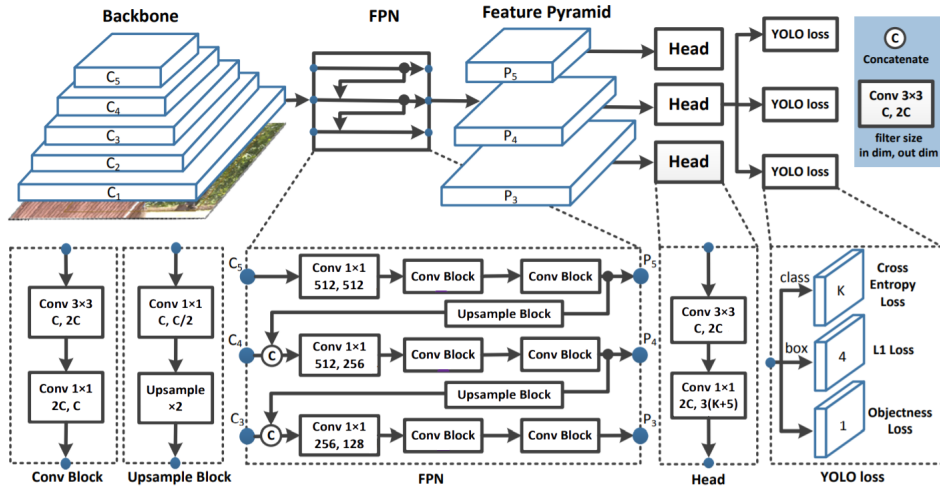 Backbone
FPN
Feature Pyramid
C5
C4
C3
C2
C1
P5
P4
P3
Head
Head
Head
YOLO loss
YOLO loss
YOLO loss
C
Concatenate
Conv 3×3
C, 2C
filter size
in dim, out dim
Conv 3×3
C, 2C
Conv 1×1
2C, C
Conv Block
Conv 1×1
C, C/2
Upsample
×2
Upsample Block
C5
Conv 1×1
512, 512
Conv Block
Conv Block
P5
Upsample Block
C4
C
Conv 1×1
512, 256
Conv Block
Conv Block
P4
Upsample Block
C3
C
Conv 1×1
256, 128
Conv Block
Conv Block
P3
FPN
Conv 3×3
C, 2C
Conv 1×1
2C, 3(K+5)
Head
class
K
Cross
Entropy
Loss
box
4
L1 Loss
1
Objectness
Loss
YOLO loss